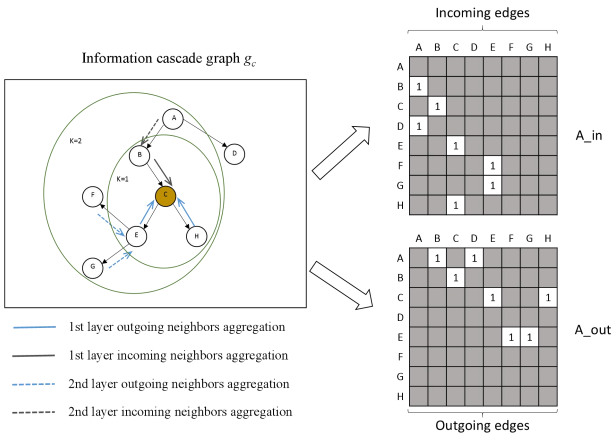 Information cascade graph gc
K=2
A
B
D
K=1
C
F
E
H
G
1st layer outgoing neighbors aggregation
1st layer incoming neighbors aggregation
2nd layer outgoing neighbors aggregation
2nd layer incoming neighbors aggregation
Incoming edges
A B C D E F G H
A
B 1
C 1
D 1
E 1
F 1
G 1
H 1
A_in
A B C D E F G H
A 1 1
B 1
C 1 1
D
E 1 1
F
G
H
A_out
Outgoing edges